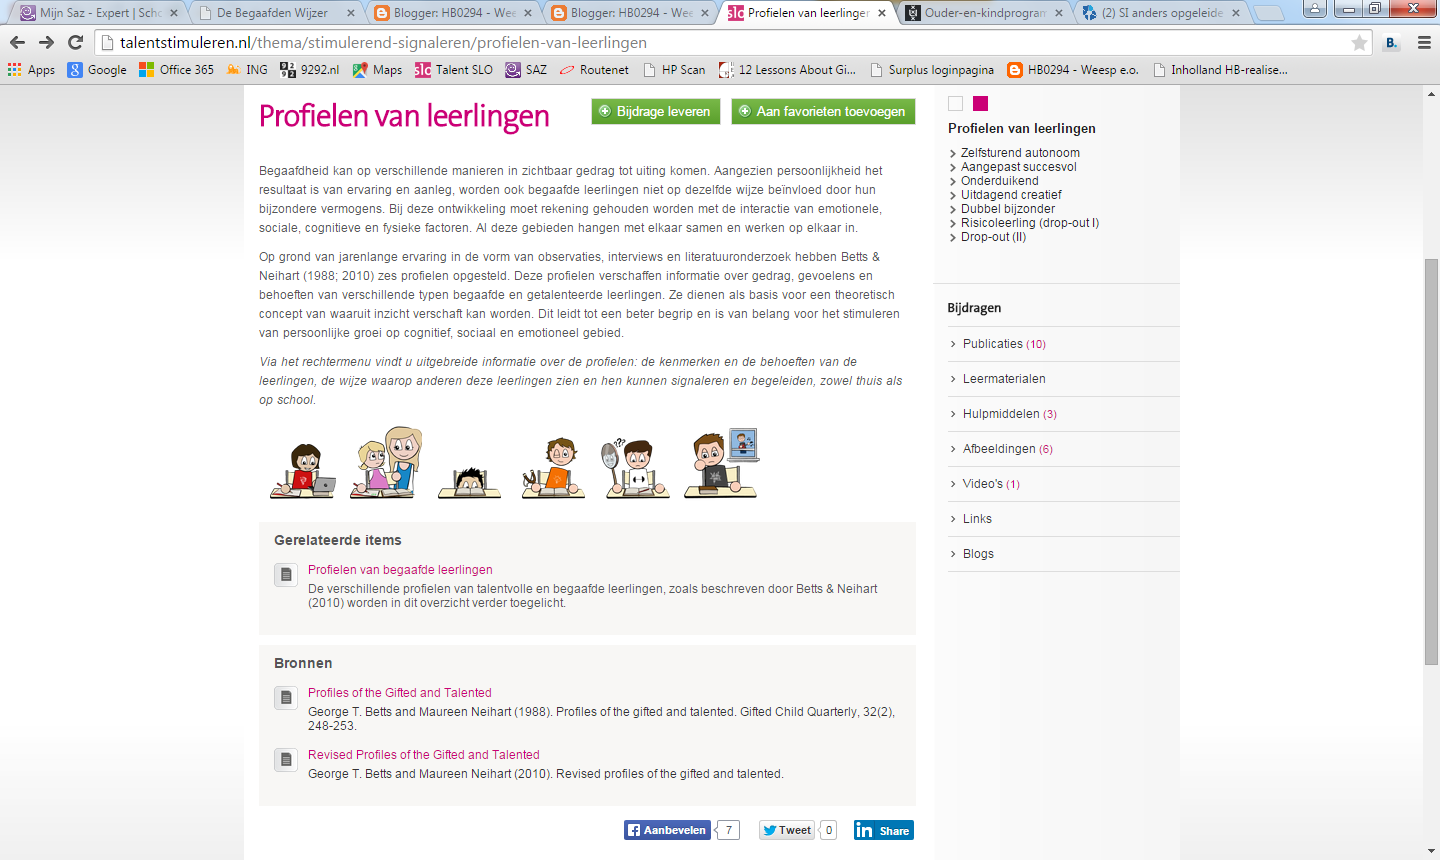 Mijn Saz - Expert | Scho
De Begaafden Wijzer
Blogger: HB0294 - Wee
Blogger: HB0294 - Wee
slo Profielen van leerlingen
Ouder-en-kindprogram
(2) SI anders opgeleide
talentstimuleren.nl/thema/stimulerend-signaleren/profielen-van-leerlingen
B.
Apps
Google
Office 365
ING
9292 9292.nl
Maps
slo Talent SLO
SAZ
Routenet
HP Scan
12 Lessons About Gi...
Surplus loginpagina
HB0294 - Weesp e.o.
Inholland HB-realise...
Profielen van leerlingen
Bijdrage leveren
Aan favorieten toevoegen
Begaafdheid kan op verschillende manieren in zichtbaar gedrag tot uiting komen. Aangezien persoonlijkheid het
resultaat is van ervaring en aanleg, worden ook begaafde leerlingen niet op dezelfde wijze beïnvloed door hun
bijzondere vermogens. Bij deze ontwikkeling moet rekening gehouden worden met de interactie van emotionele,
sociale, cognitieve en fysieke factoren. Al deze gebieden hangen met elkaar samen en werken op elkaar in.
Op grond van jarenlange ervaring in de vorm van observaties, interviews en literatuuronderzoek hebben Betts &
Neihart (1988; 2010) zes profielen opgesteld. Deze profielen verschaffen informatie over gedrag, gevoelens en
behoeften van verschillende typen begaafde en getalenteerde leerlingen. Ze dienen als basis voor een theoretisch
concept van waaruit inzicht verschaft kan worden. Dit leidt tot een beter begrip en is van belang voor het stimuleren
van persoonlijke groei op cognitief, sociaal en emotioneel gebied.
Via het rechtermenu vindt u uitgebreide informatie over de profielen: de kenmerken en de behoeften van de
leerlingen, de wijze waarop anderen deze leerlingen zien en hen kunnen signaleren en begeleiden, zowel thuis als
op school.
???
Gerelateerde items
Profielen van begaafde leerlingen
De verschillende profielen van talentvolle en begaafde leerlingen, zoals beschreven door Betts & Neihart
(2010) worden in dit overzicht verder toegelicht.
Bronnen
Profiles of the Gifted and Talented
George T. Betts and Maureen Neihart (1988). Profiles of the gifted and talented. Gifted Child Quarterly, 32(2),
248-253.
Revised Profiles of the Gifted and Talented
George T. Betts and Maureen Neihart (2010). Revised profiles of the gifted and talented.
Aanbevelen 7
Tweet 0
in Share
Profielen van leerlingen
Zelfsturend autonoom
Aangepast succesvol
Onderduikend
Uitdagend creatief
Dubbel bijzonder
Risicoleerling (drop-out I)
Drop-out (II)
Bijdragen
Publicaties (10)
Leermaterialen
Hulpmiddelen (3)
Afbeeldingen (6)
Video's (1)
Links
Blogs